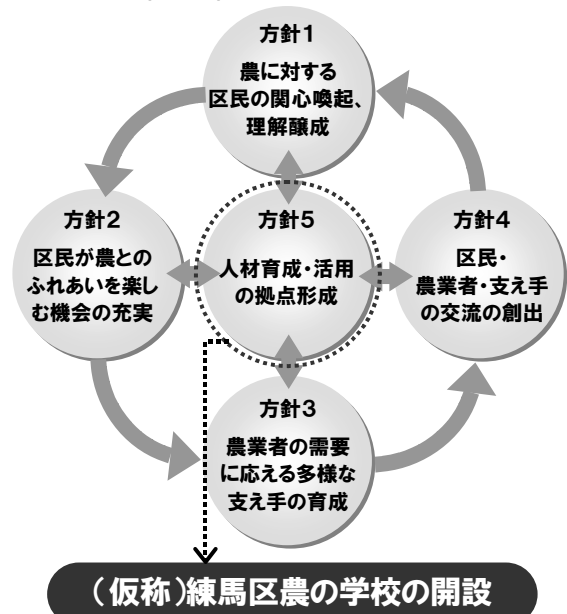 方針1
農に対する
区民の関心喚起、
理解醸成
方針2
区民が農との
ふれあいを楽し
む機会の充実
方針5
人材育成・活用
の拠点形成
方針4
区民・
農業者・支え手
の交流の創出
方針3
農業者の需要
に応える多様な
支え手の育成
（仮称）練馬区農の学校の開設